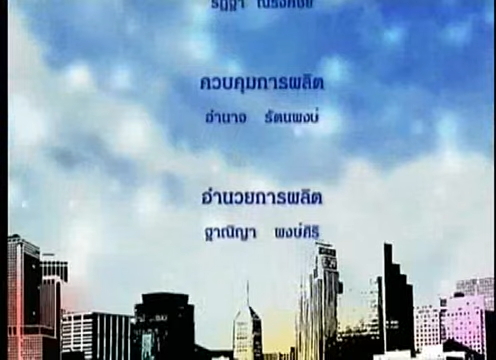 ควบคุมการผลิต
อำนาจ รัตนพงษ์
อำนวยการผลิต
ฐาณิญา พงษ์ศิริ